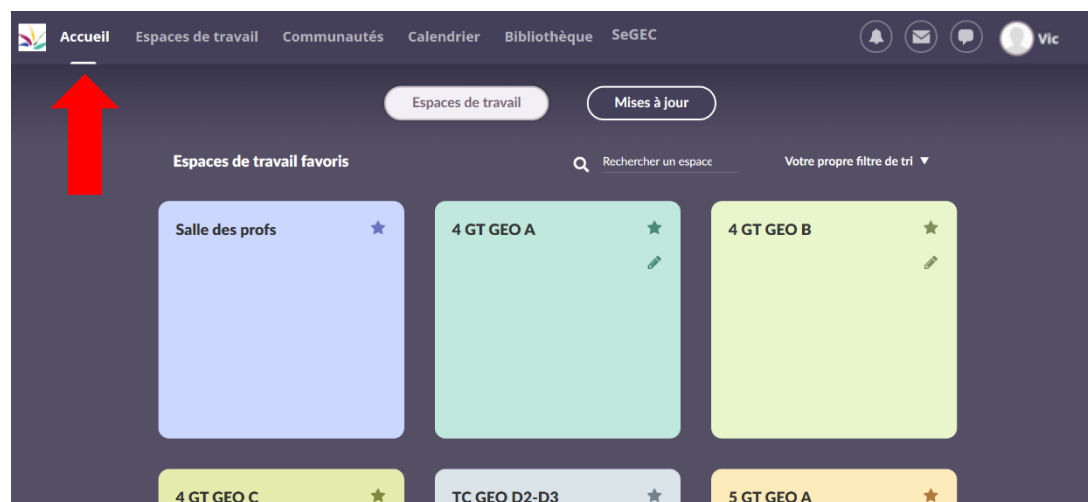 Accueil Espaces de travail Communautés Calendrier Bibliothèque SeGEC Vic
Espaces de travail Mises à jour
Espaces de travail favoris Rechercher un espace Votre propre filtre de tri ▼
Salle des profs 4 GT GEO A 4 GT GEO B
4 GT GEO C TC GEO D2-D3 5 GT GEO A